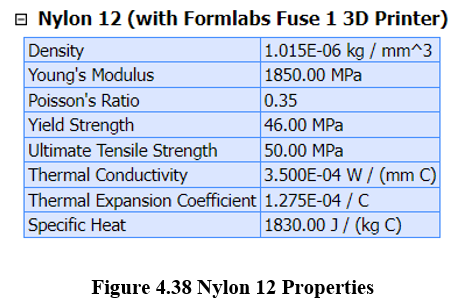 Nylon 12 (with Formlabs Fuse 1 3D Printer)
Density 1.015E-06 kg / mm^3
Young's Modulus 1850.00 MPa
Poisson's Ratio 0.35
Yield Strength 46.00 MPa
Ultimate Tensile Strength 50.00 MPa
Thermal Conductivity 3.500E-04 W / (mm C)
Thermal Expansion Coefficient 1.275E-04 / C
Specific Heat 1830.00 J / (kg C)
Figure 4.38 Nylon 12 Properties